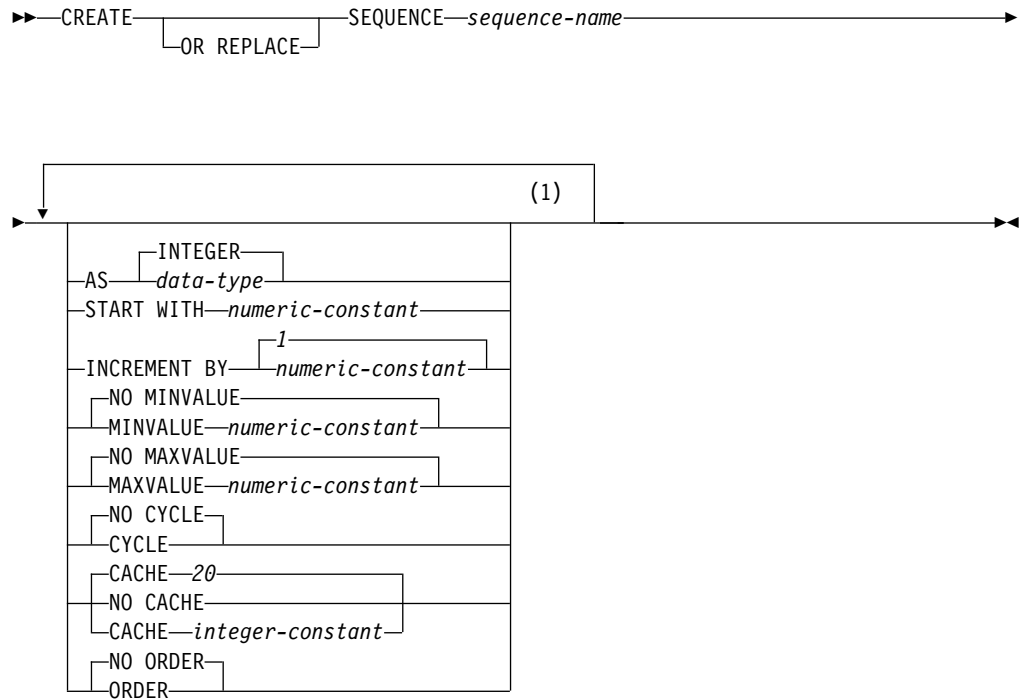 CREATE SEQUENCE sequence-name
OR REPLACE
(1)
INTEGER
AS data-type
START WITH numeric-constant
1
INCREMENT BY numeric-constant
NO MINVALUE
MINVALUE numeric-constant
NO MAXVALUE
MAXVALUE numeric-constant
NO CYCLE
CYCLE
CACHE 20
NO CACHE
CACHE integer-constant
NO ORDER
ORDER